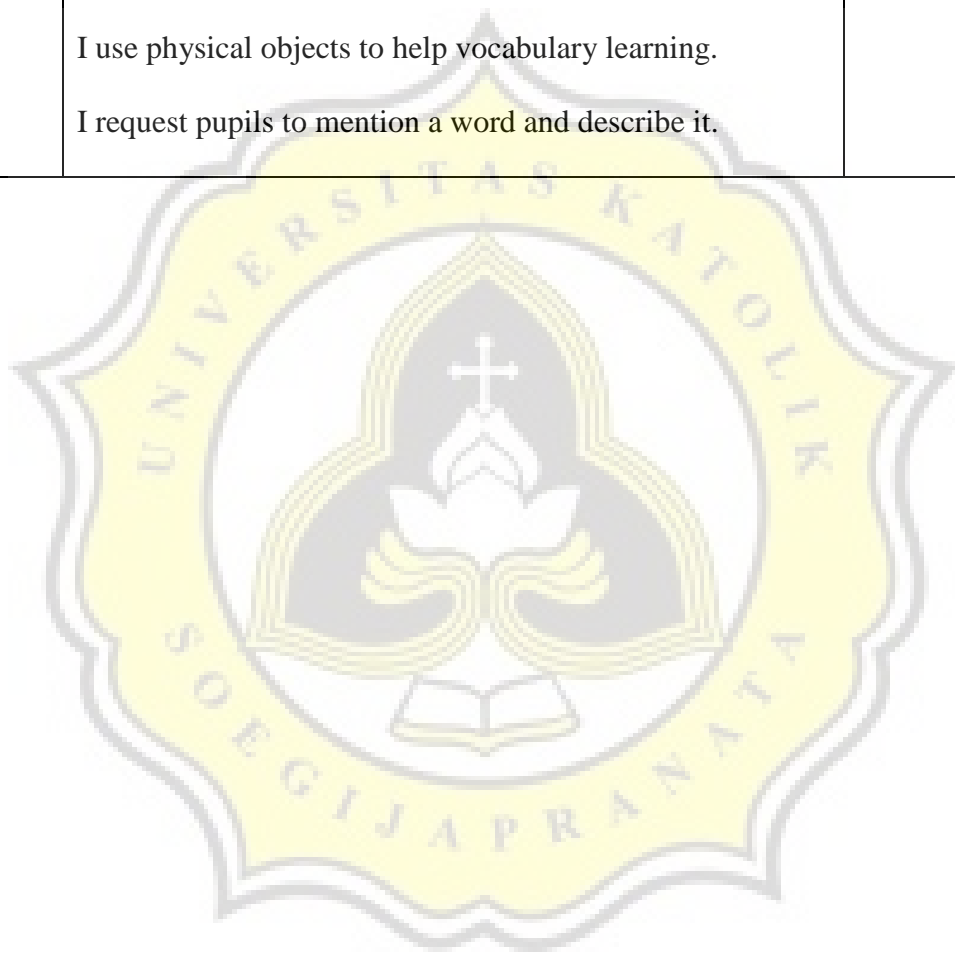 I use physical objects to help vocabulary learning.
I request pupils to mention a word and describe it.
UNIVERSITAS KATOLIK
SOEGIJAPRANATA